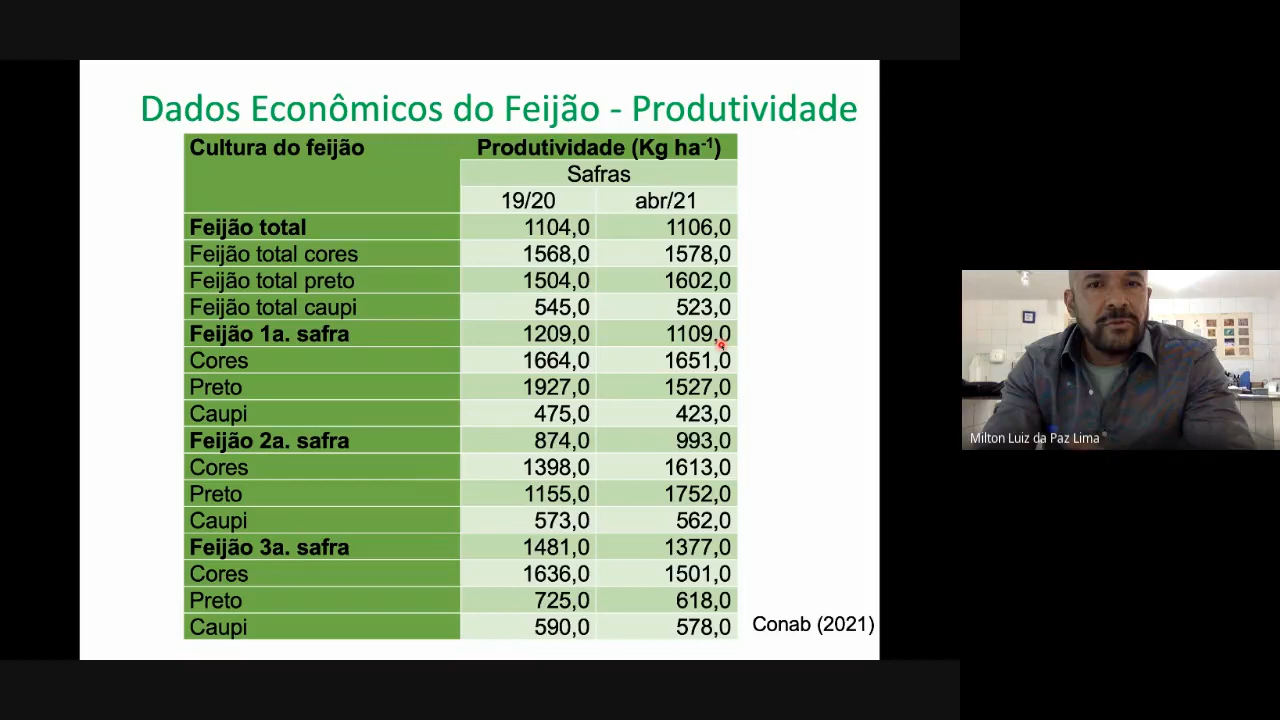 Dados Econômicos do Feijão - Produtividade
Cultura do feijão Produtividade (Kg ha-1)
Safras
19/20 abr/21
Feijão total 1104,0 1106,0
Feijão total cores 1568,0 1578,0
Feijão total preto 1504,0 1602,0
Feijão total caupi 545,0 523,0
Feijão 1a. safra 1209,0 1109,0
Cores 1664,0 1651,0
Preto 1927,0 1527,0
Caupi 475,0 423,0
Feijão 2a. safra 874,0 993,0
Cores 1398,0 1613,0
Preto 1155,0 1752,0
Caupi 573,0 562,0
Feijão 3a. safra 1481,0 1377,0
Cores 1636,0 1501,0
Preto 725,0 618,0
Caupi 590,0 578,0
Conab (2021)
Milton Luiz da Paz Lima